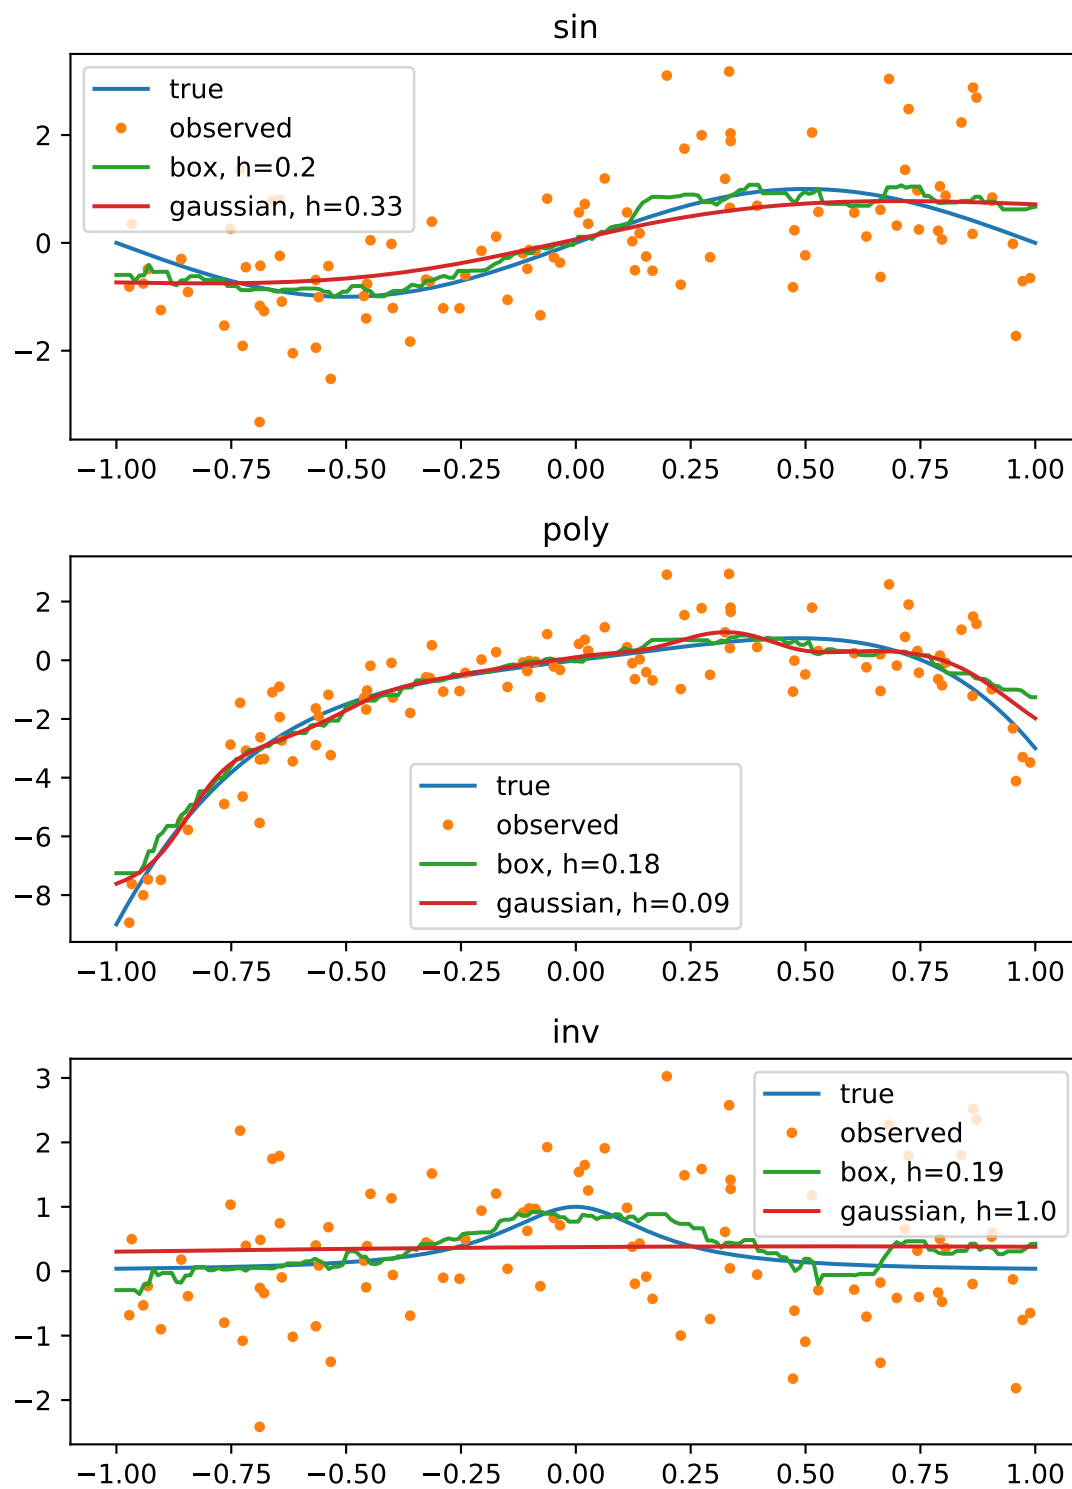 sin
true
observed
box, h=0.2
gaussian, h=0.33
2
0
−2
−1.00 −0.75 −0.50 −0.25 0.00 0.25 0.50 0.75 1.00
poly
2
0
−2
−4
−6
−8
true
observed
box, h=0.18
gaussian, h=0.09
−1.00 −0.75 −0.50 −0.25 0.00 0.25 0.50 0.75 1.00
inv
3
2
1
0
−1
−2
true
observed
box, h=0.19
gaussian, h=1.0
−1.00 −0.75 −0.50 −0.25 0.00 0.25 0.50 0.75 1.00